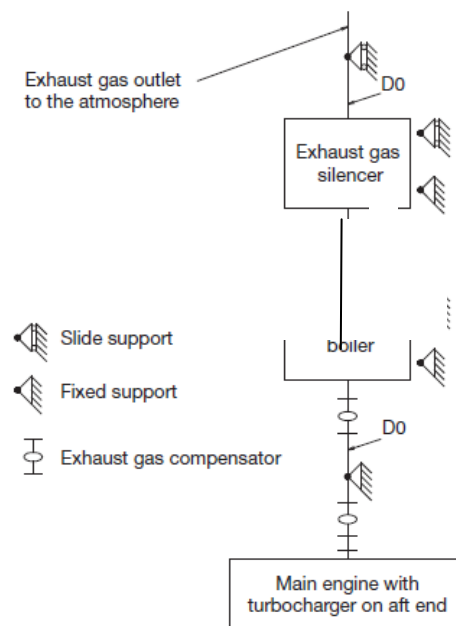 Exhaust gas outlet
to the atmosphere
D0
Exhaust gas
silencer
boiler
Slide support
Fixed support
Exhaust gas compensator
D0
Main engine with
turbocharger on aft end